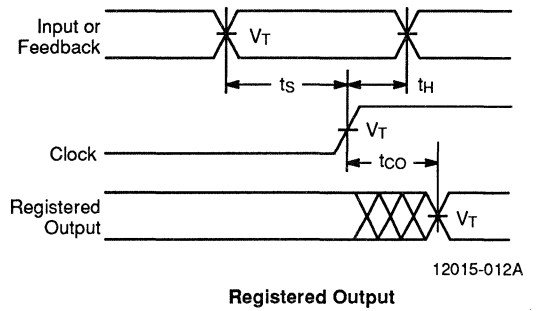 Input or
Feedback
VT
tS
tH
Clock
VT
tCO
Registered
Output
VT
12015-012A
Registered Output